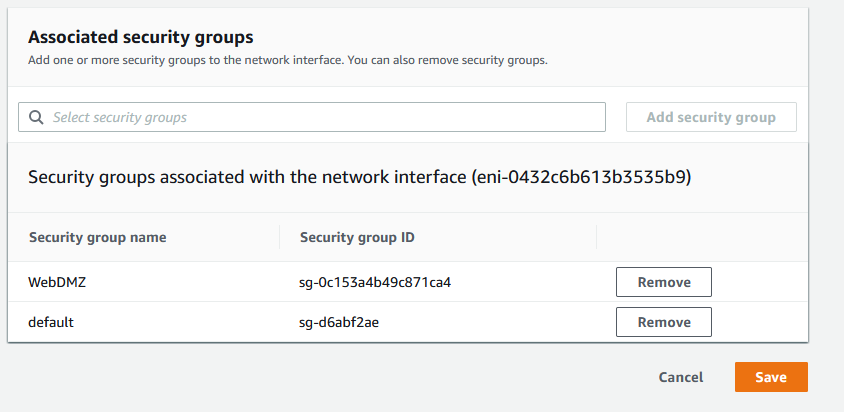 Associated security groups
Add one or more security groups to the network interface. You can also remove security groups.
Select security groups
Add security group
Security groups associated with the network interface (eni-0432c6b613b3535b9)
Security group name Security group ID
WebDMZ sg-0c153a4b49c871ca4 Remove
default sg-d6abf2ae Remove
Cancel Save